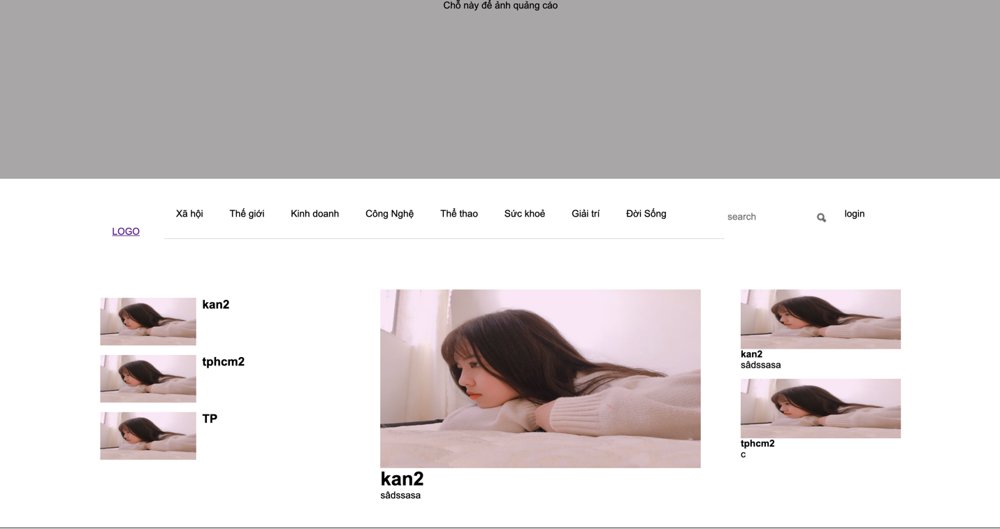 Chỗ này để ảnh quảng cáo
Xã hội Thế giới Kinh doanh Công Nghệ Thể thao Sức khoẻ Giải trí Đời Sống search login
LOGO
kan2
tphcm2
TP
kan2
sâdssasa
kan2
sâdssasa
tphcm2
c